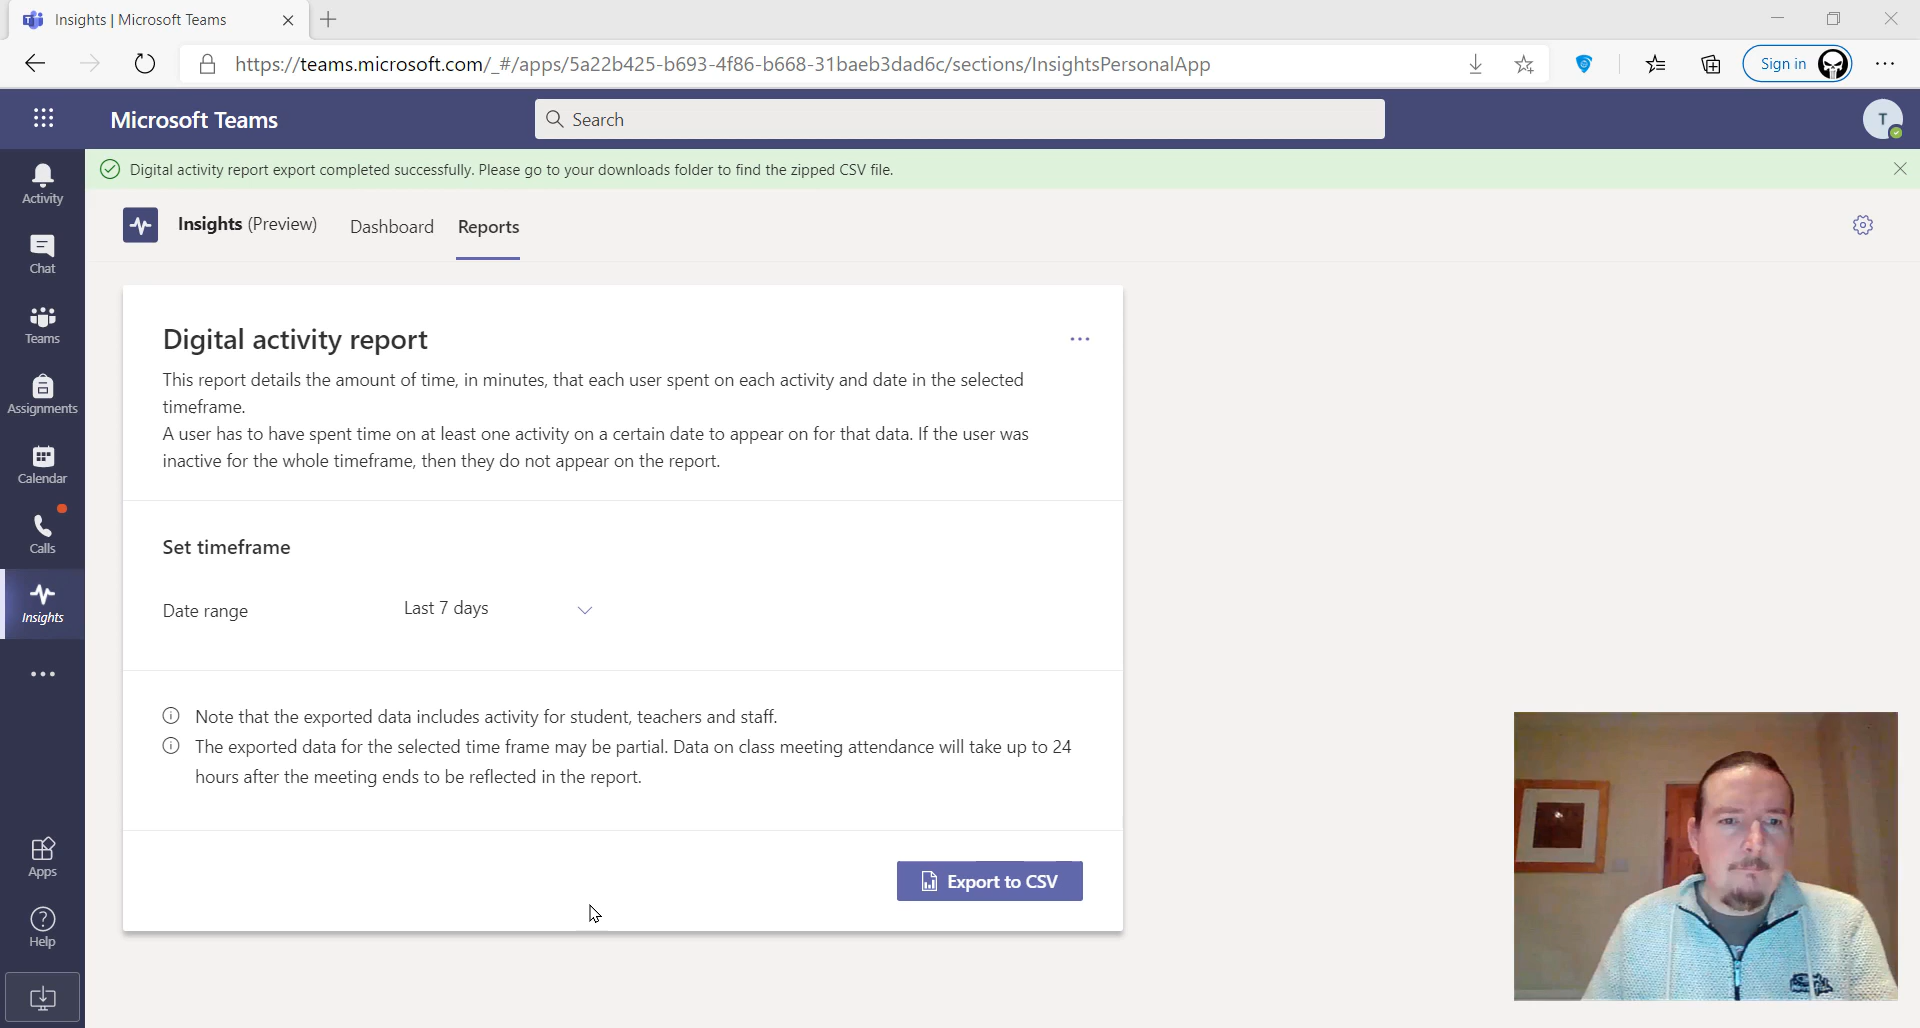 Insights | Microsoft Teams
https://teams.microsoft.com/_#/apps/5a22b425-b693-4f86-b668-31baeb3dad6c/sections/InsightsPersonalApp
Sign in
Microsoft Teams
Search
T
Digital activity report export completed successfully. Please go to your downloads folder to find the zipped CSV file.
Activity
Chat
Teams
Assignments
Calendar
Calls
Insights
Apps
Help
Insights (Preview)
Dashboard
Reports
Digital activity report
This report details the amount of time, in minutes, that each user spent on each activity and date in the selected
timeframe.
A user has to have spent time on at least one activity on a certain date to appear on for that data. If the user was
inactive for the whole timeframe, then they do not appear on the report.
Set timeframe
Date range
Last 7 days
Note that the exported data includes activity for student, teachers and staff.
The exported data for the selected time frame may be partial. Data on class meeting attendance will take up to 24
hours after the meeting ends to be reflected in the report.
Export to CSV